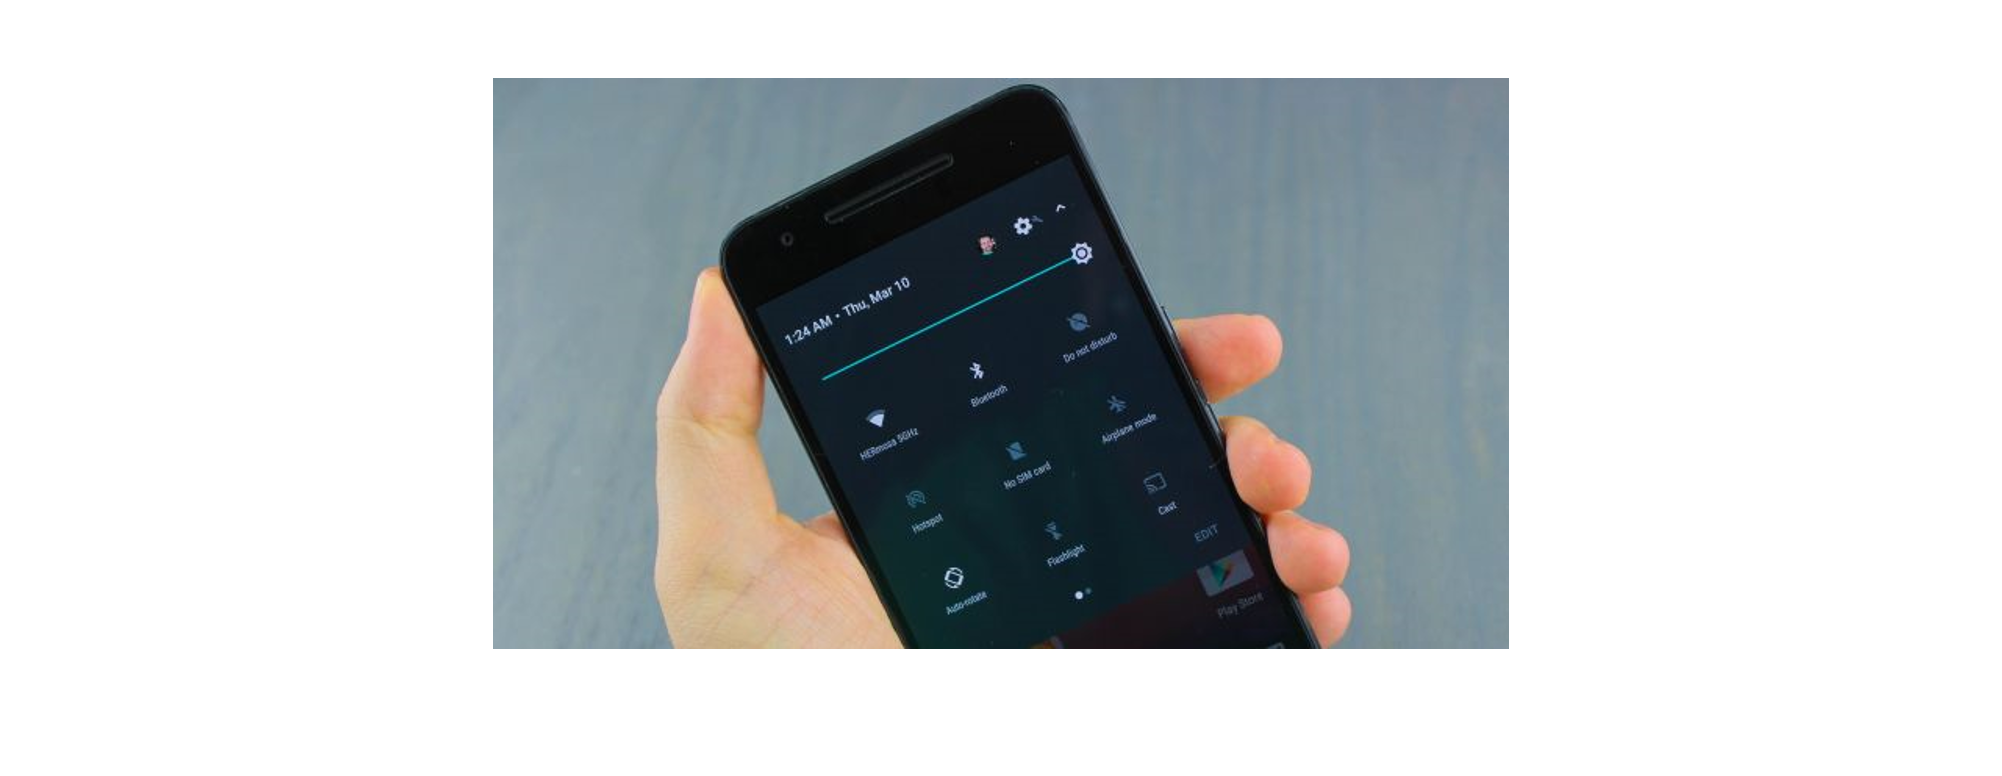 1:24 AM • Thu, Mar 10
HERmosa 5GHz
Bluetooth
Do not disturb
Hotspot
No SIM card
Airplane mode
Auto-rotate
Flashlight
Cast
EDIT
Play Store